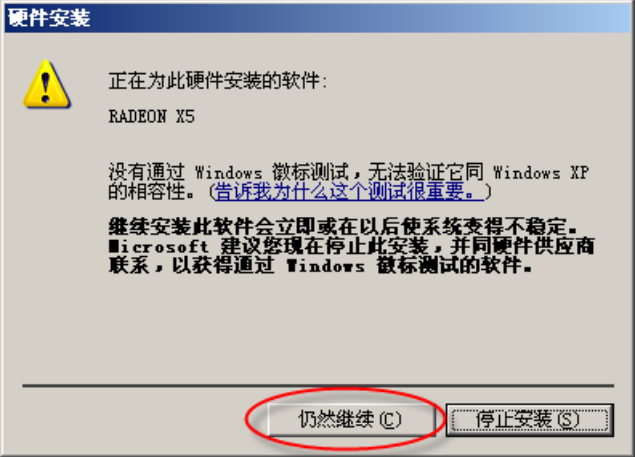 硬件安装
正在为此硬件安装的软件:
RADEON X5
没有通过 Windows 徽标测试，无法验证它同 Windows XP
的相容性。(告诉我为什么这个测试很重要。)
继续安装此软件会立即或在以后使系统变得不稳定。
Microsoft 建议您现在停止此安装，并同硬件供应商
联系，以获得通过 Windows 徽标测试的软件。
仍然继续(C)
停止安装(S)